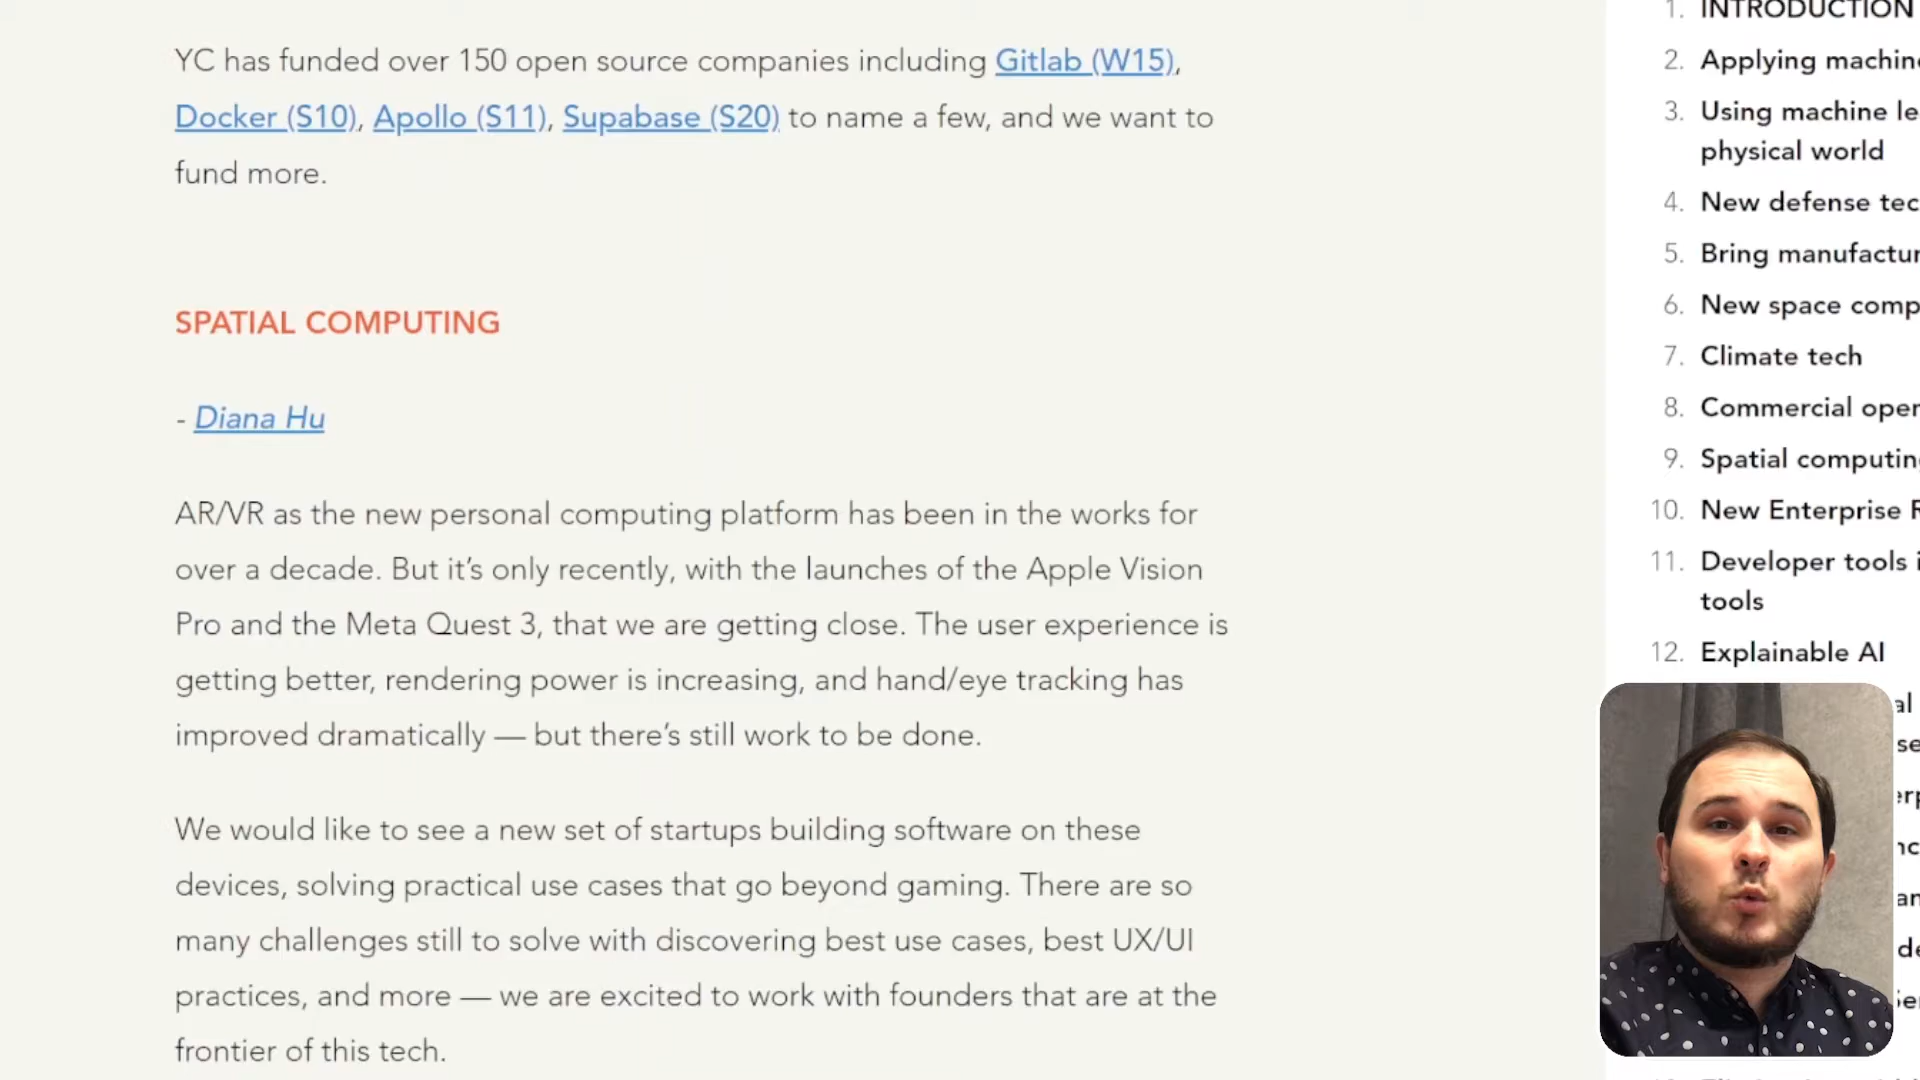 YC has funded over 150 open source companies including Gitlab (W15),
Docker (S10), Apollo (S11), Supabase (S20) to name a few, and we want to
fund more.
SPATIAL COMPUTING
- Diana Hu
AR/VR as the new personal computing platform has been in the works for
over a decade. But it’s only recently, with the launches of the Apple Vision
Pro and the Meta Quest 3, that we are getting close. The user experience is
getting better, rendering power is increasing, and hand/eye tracking has
improved dramatically — but there’s still work to be done.
We would like to see a new set of startups building software on these
devices, solving practical use cases that go beyond gaming. There are so
many challenges still to solve with discovering best use cases, best UX/UI
practices, and more — we are excited to work with founders that are at the
frontier of this tech.
1. INTRODUCTION
2. Applying machin
3. Using machine le
physical world
4. New defense tec
5. Bring manufactur
6. New space comp
7. Climate tech
8. Commercial oper
9. Spatial computin
10. New Enterprise R
11. Developer tools i
tools
12. Explainable AI